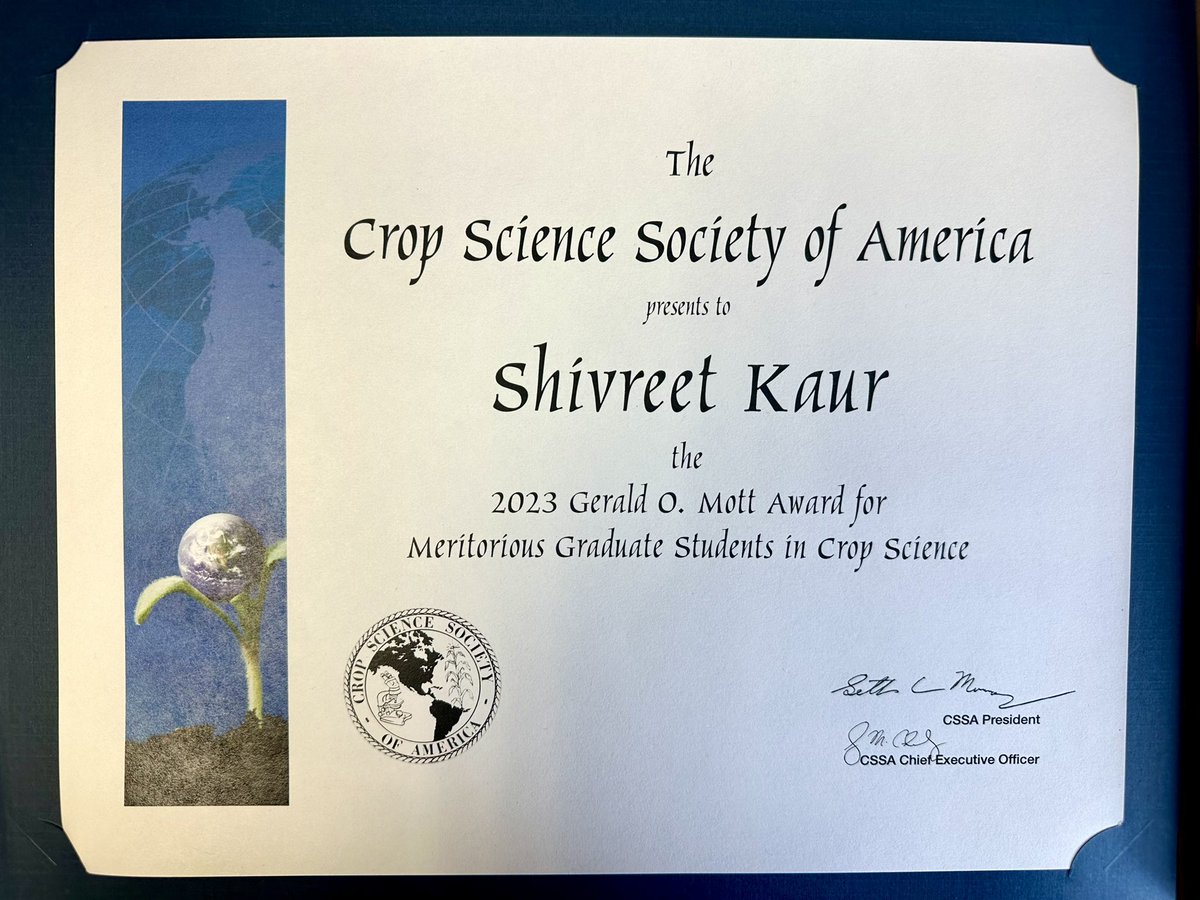 The
Crop Science Society of America
presents to
Shivreet Kaur
the
2023 Gerald O. Mott Award for
Meritorious Graduate Students in Crop Science
CROP SCIENCE SOCIETY
- OF AMERICA -
CSSA President
CSSA Chief Executive Officer